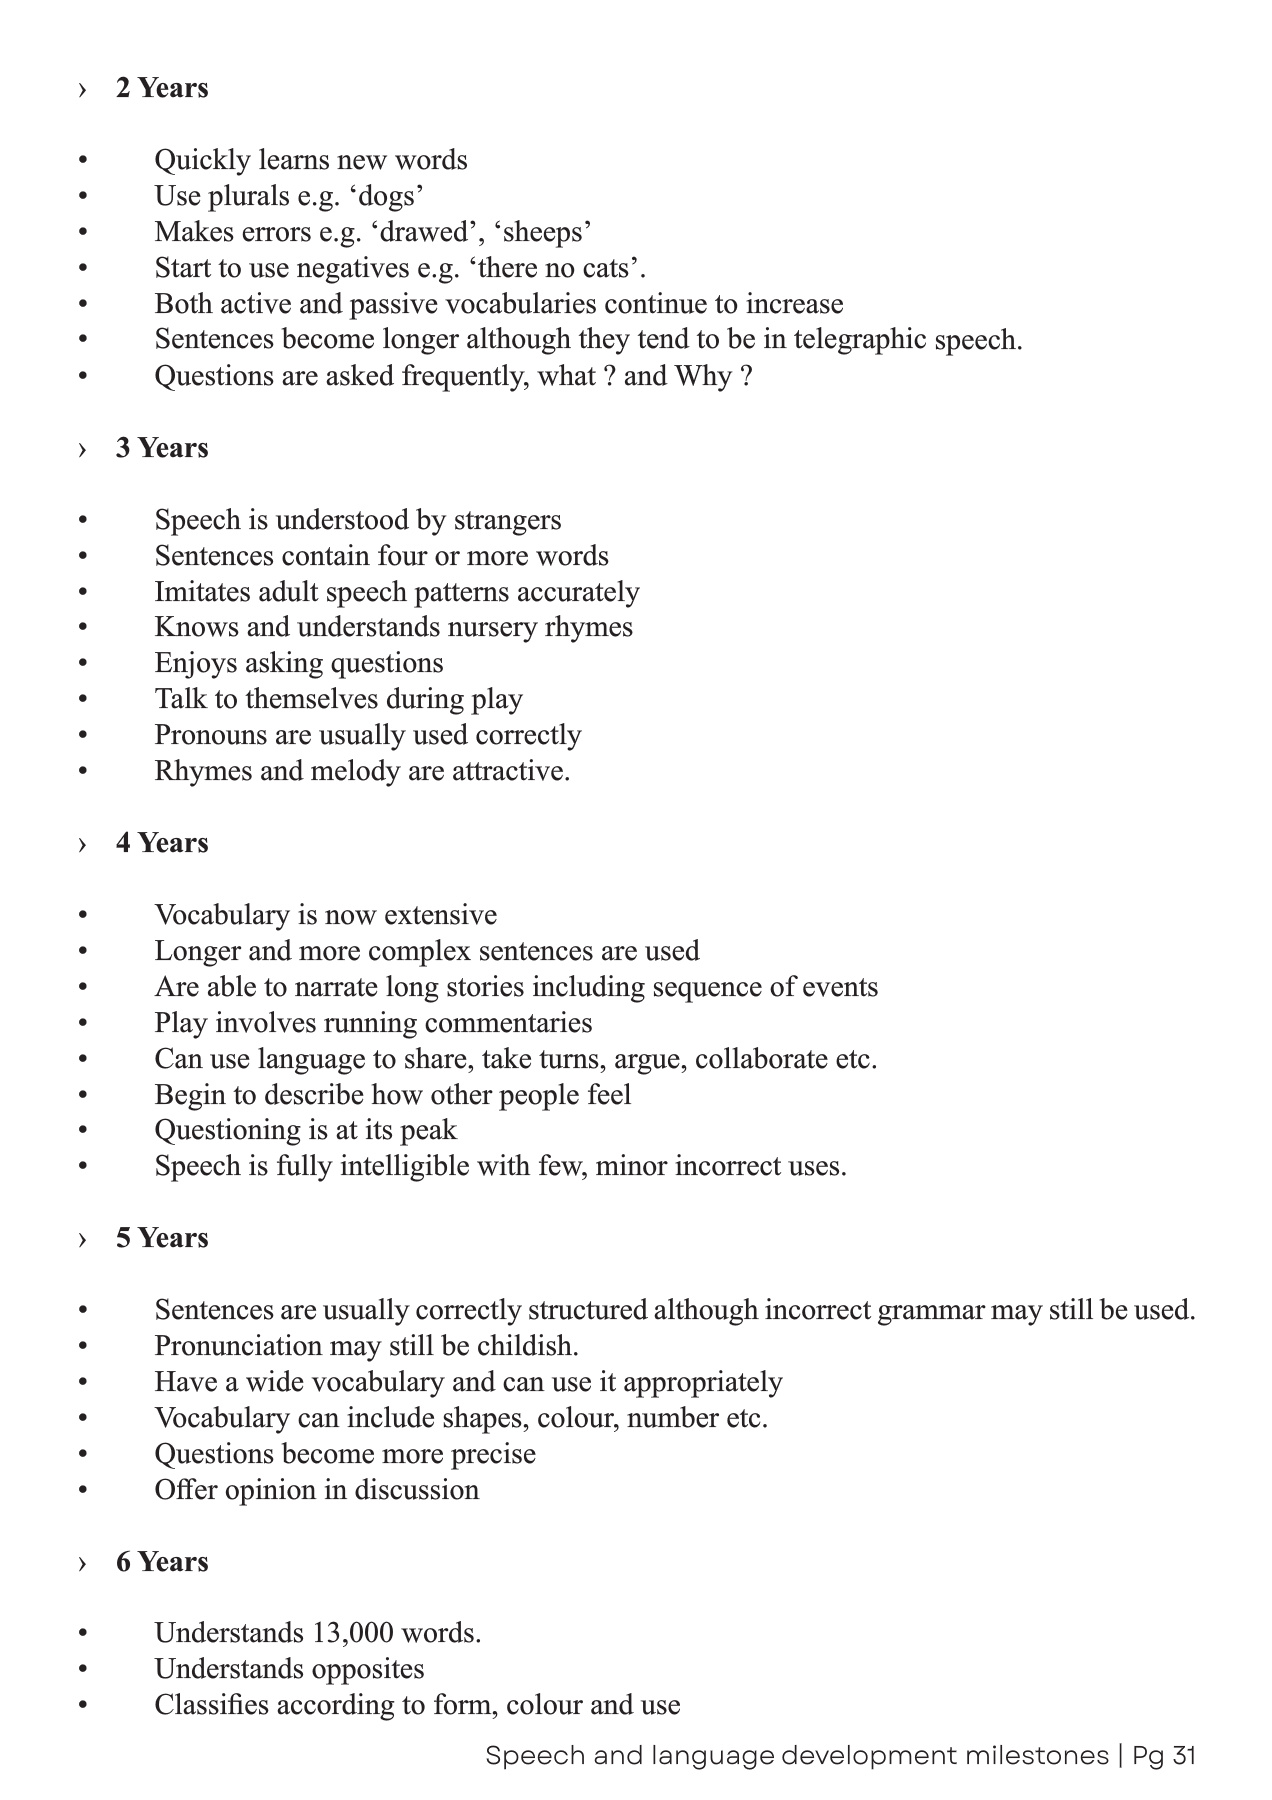 › 2 Years
• Quickly learns new words
• Use plurals e.g. ‘dogs’
• Makes errors e.g. ‘drawed’, ‘sheeps’
• Start to use negatives e.g. ‘there no cats’.
• Both active and passive vocabularies continue to increase
• Sentences become longer although they tend to be in telegraphic speech.
• Questions are asked frequently, what ? and Why ?
› 3 Years
• Speech is understood by strangers
• Sentences contain four or more words
• Imitates adult speech patterns accurately
• Knows and understands nursery rhymes
• Enjoys asking questions
• Talk to themselves during play
• Pronouns are usually used correctly
• Rhymes and melody are attractive.
› 4 Years
• Vocabulary is now extensive
• Longer and more complex sentences are used
• Are able to narrate long stories including sequence of events
• Play involves running commentaries
• Can use language to share, take turns, argue, collaborate etc.
• Begin to describe how other people feel
• Questioning is at its peak
• Speech is fully intelligible with few, minor incorrect uses.
› 5 Years
• Sentences are usually correctly structured although incorrect grammar may still be used.
• Pronunciation may still be childish.
• Have a wide vocabulary and can use it appropriately
• Vocabulary can include shapes, colour, number etc.
• Questions become more precise
• Offer opinion in discussion
› 6 Years
• Understands 13,000 words.
• Understands opposites
• Classifies according to form, colour and use
Speech and language development milestones | Pg 31